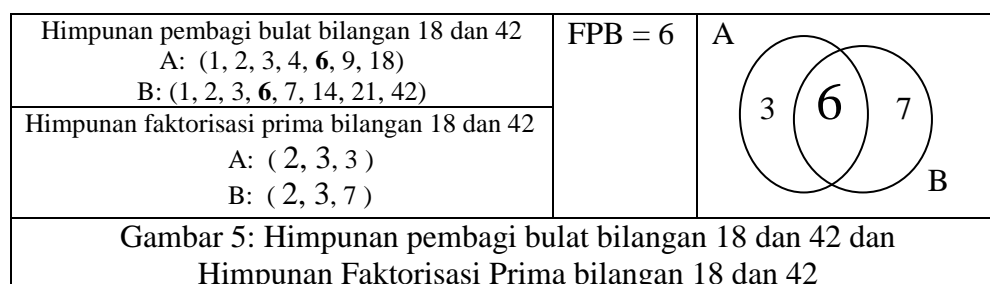 Himpunan pembagi bulat bilangan 18 dan 42
A: (1, 2, 3, 4, 6, 9, 18)
B: (1, 2, 3, 6, 7, 14, 21, 42)
Himpunan faktorisasi prima bilangan 18 dan 42
A: ( 2, 3, 3 )
B: ( 2, 3, 7 )
FPB = 6
A
3 6 7
B
Gambar 5: Himpunan pembagi bulat bilangan 18 dan 42 dan
Himpunan Faktorisasi Prima bilangan 18 dan 42